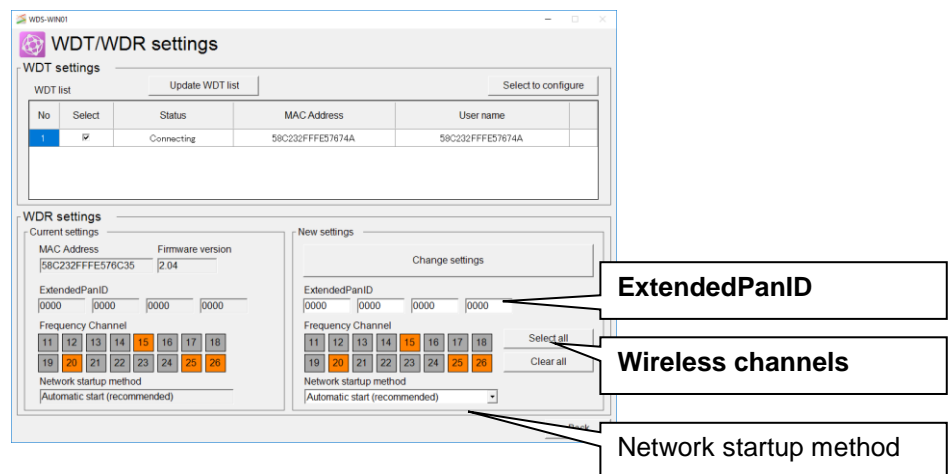 WDS-WIN01
WDT/WDR settings
WDT settings
WDT list
Update WDT list
Select to configure
No Select Status MAC Address User name
1 Connecting 58C232FFFE57674A 58C232FFFE57674A
WDR settings
Current settings
MAC Address Firmware version
58C232FFFE576C35 2.04
ExtendedPanID
0000 0000 0000 0000
Frequency Channel
11 12 13 14 15 16 17 18
19 20 21 22 23 24 25 26
Network startup method
Automatic start (recommended)
New settings
Change settings
ExtendedPanID
0000 0000 0000 0000
Frequency Channel
11 12 13 14 15 16 17 18
19 20 21 22 23 24 25 26
Select all
Clear all
Network startup method
Automatic start (recommended)
Back
ExtendedPanID
Wireless channels
Network startup method